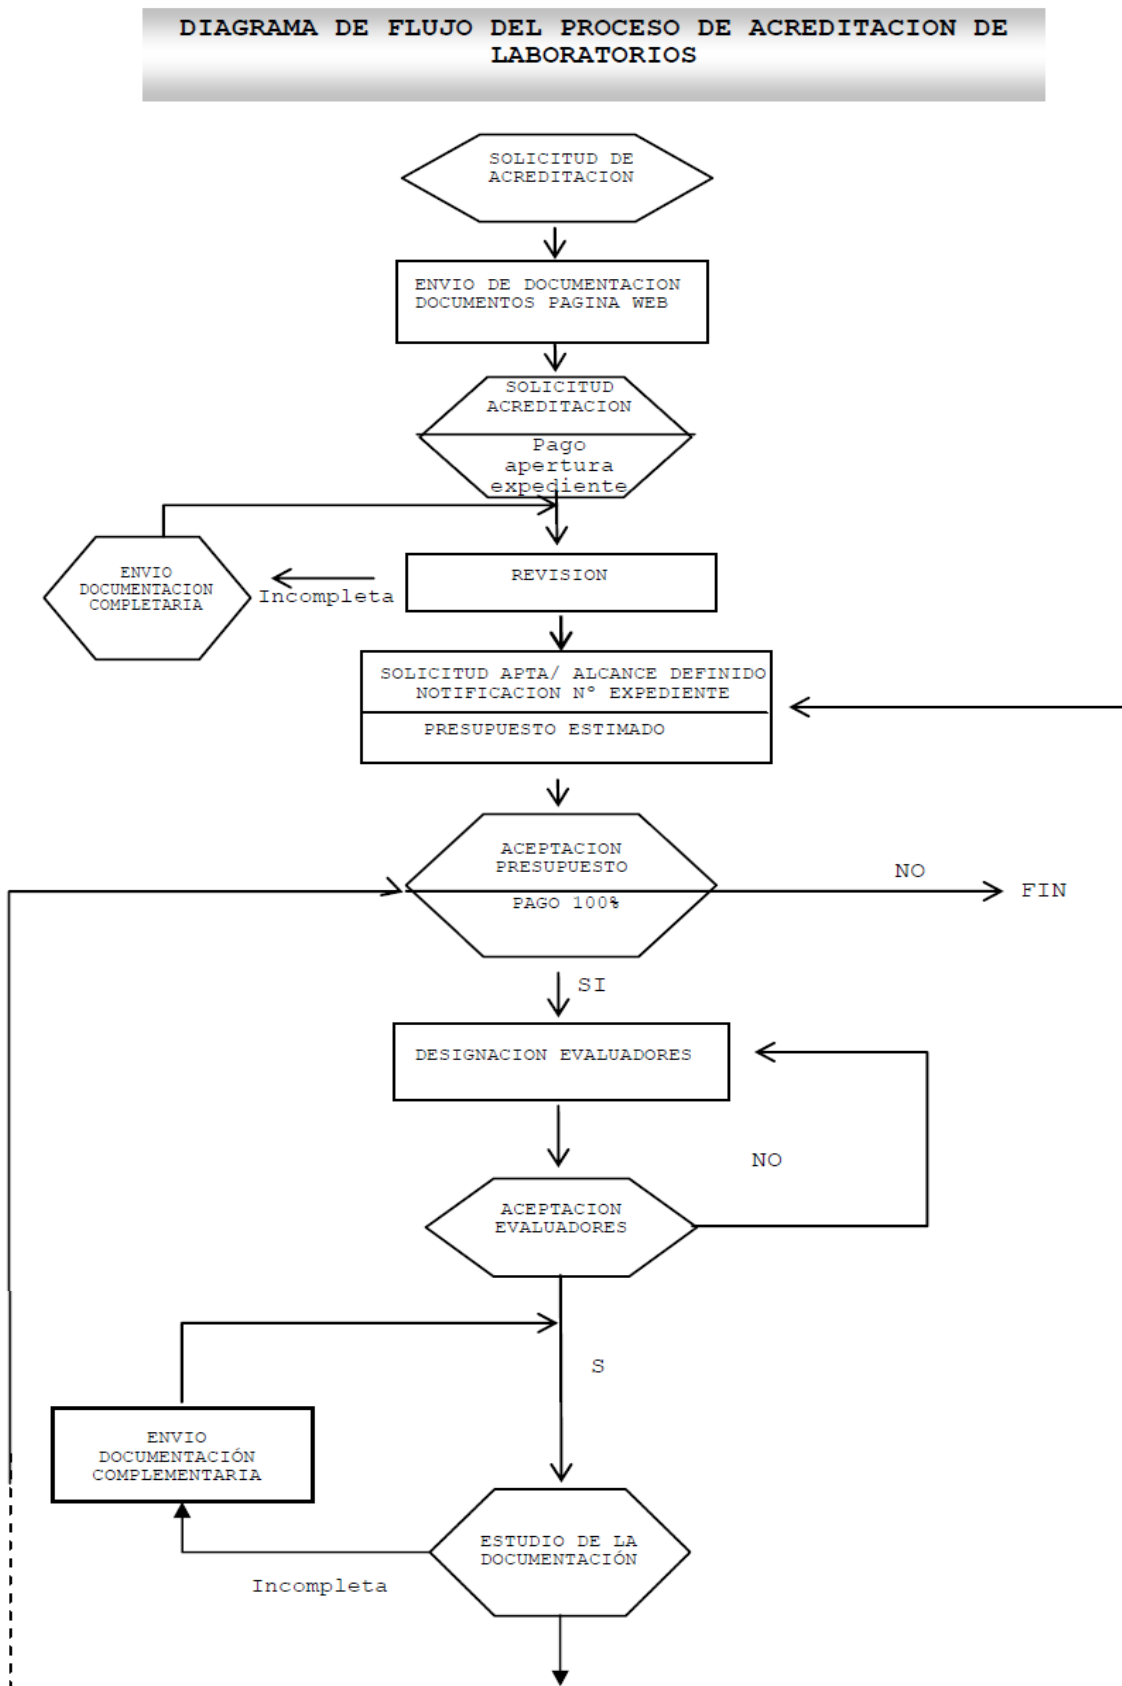 DIAGRAMA DE FLUJO DEL PROCESO DE ACREDITACION DE
LABORATORIOS
SOLICITUD DE
ACREDITACION
ENVIO DE DOCUMENTACION
DOCUMENTOS PAGINA WEB
SOLICITUD
ACREDITACION
Pago
apertura
expediente
ENVIO
DOCUMENTACION
COMPLETARIA
Incompleta
REVISION
SOLICITUD APTA/ ALCANCE DEFINIDO
NOTIFICACION Nº EXPEDIENTE
PRESUPUESTO ESTIMADO
ACEPTACION
PRESUPUESTO
PAGO 100%
NO
FIN
SI
DESIGNACION EVALUADORES
NO
ACEPTACION
EVALUADORES
S
ENVIO
DOCUMENTACIÓN
COMPLEMENTARIA
ESTUDIO DE LA
DOCUMENTACIÓN
Incompleta